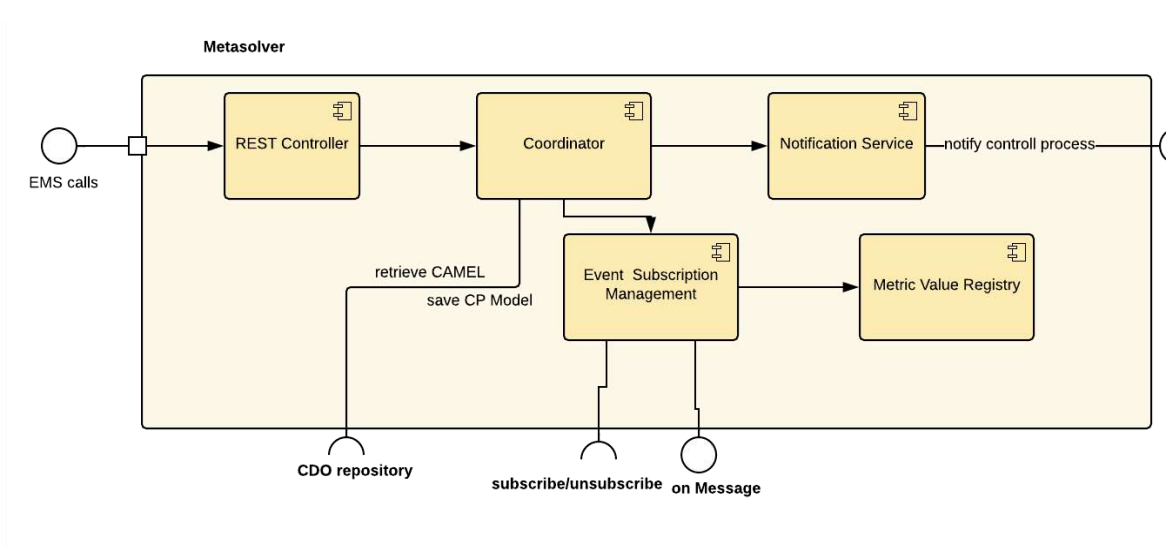 Metasolver
REST Controller
Coordinator
Notification Service
notify controll process
EMS calls
retrieve CAMEL
save CP Model
Event Subscription
Management
Metric Value Registry
CDO repository
subscribe/unsubscribe
on Message